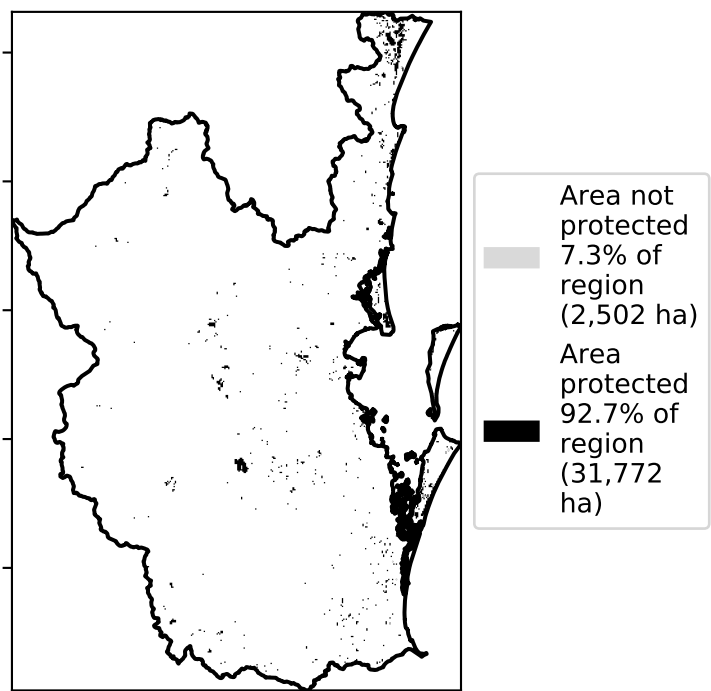 Area not
protected
7.3% of
region
(2,502 ha)
Area
protected
92.7% of
region
(31,772
ha)